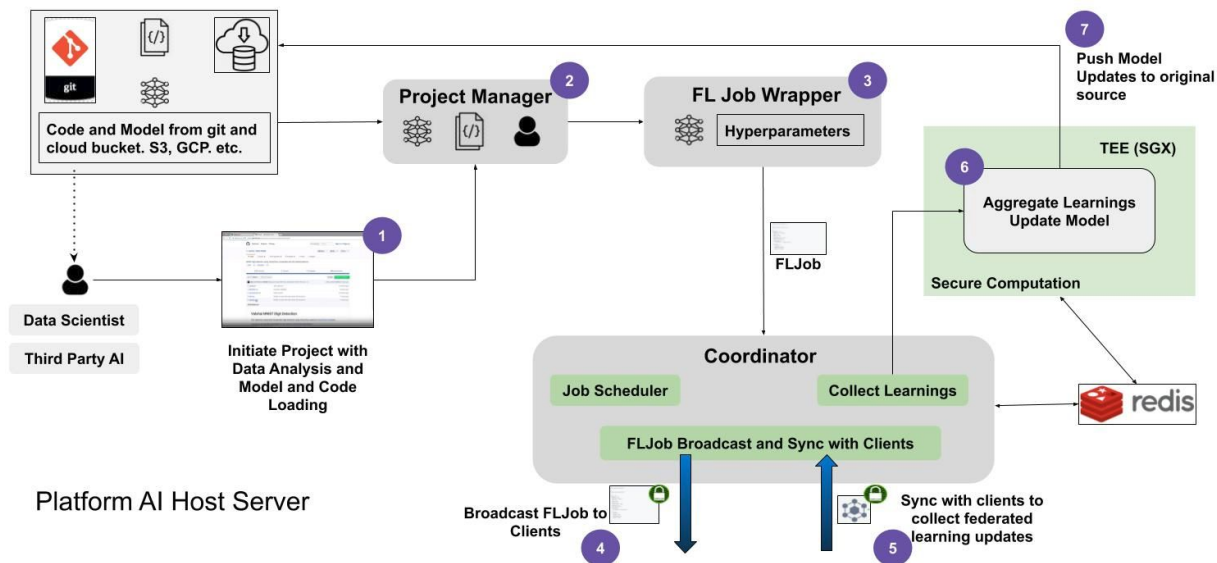 git
Code and Model from git and
cloud bucket. S3, GCP. etc.
Data Scientist
Third Party AI
1
Initiate Project with
Data Analysis and
Model and Code
Loading
2
Project Manager
3
FL Job Wrapper
Hyperparameters
FLJob
7
Push Model
Updates to original
source
TEE (SGX)
6
Aggregate Learnings
Update Model
Secure Computation
Coordinator
Job Scheduler
Collect Learnings
FLJob Broadcast and Sync with Clients
redis
Platform AI Host Server
Broadcast FLJob to
Clients
4
Sync with clients to
collect federated
learning updates
5